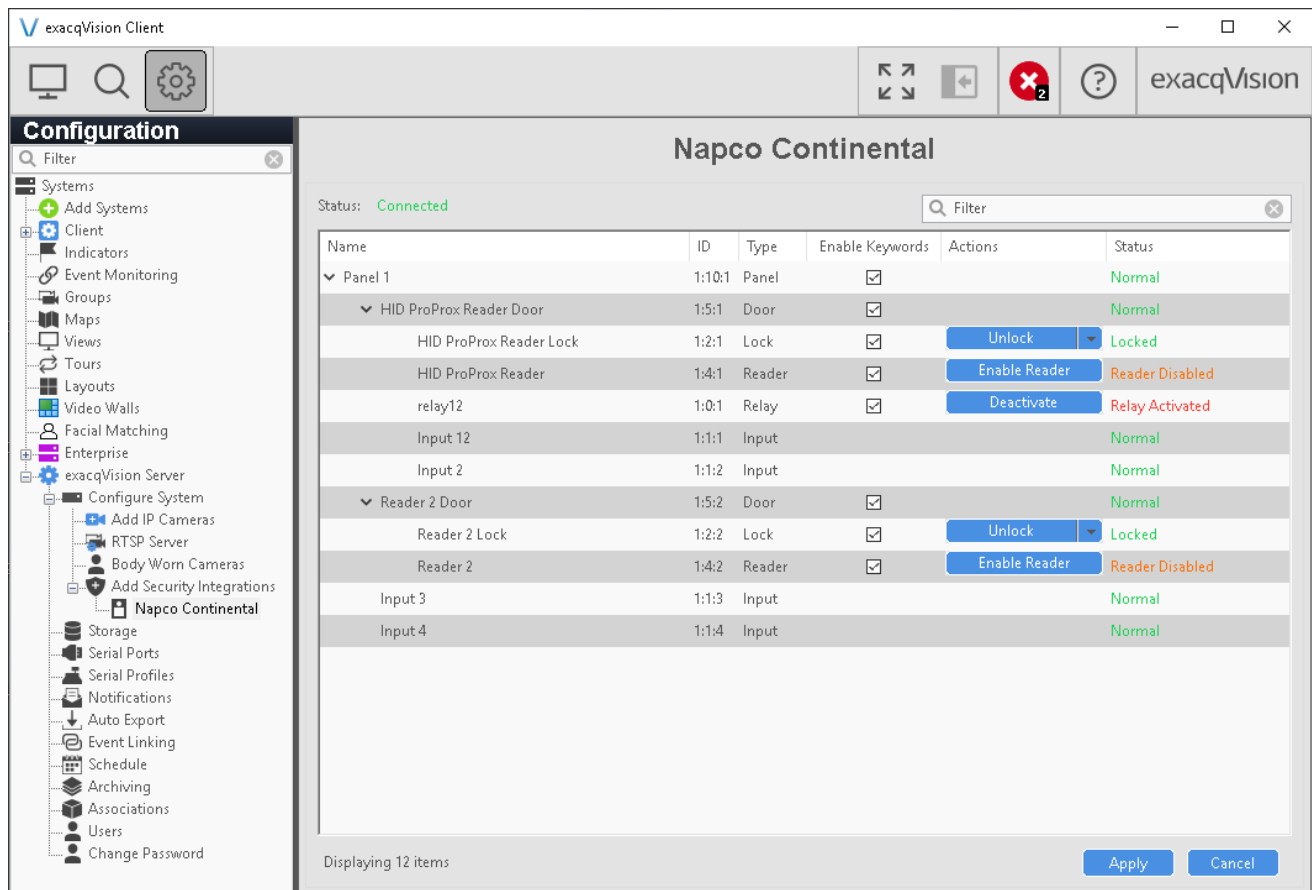 exacqVision Client
2
?
exacqVision
Configuration
Filter
Systems
Add Systems
Client
Indicators
Event Monitoring
Groups
Maps
Views
Tours
Layouts
Video Walls
Facial Matching
Enterprise
exacqVision Server
Configure System
Add IP Cameras
RTSP Server
Body Worn Cameras
Add Security Integrations
Napco Continental
Storage
Serial Ports
Serial Profiles
Notifications
Auto Export
Event Linking
Schedule
Archiving
Associations
Users
Change Password
Napco Continental
Status: Connected
Filter
Name ID Type Enable Keywords Actions Status
Panel 1 1:10:1 Panel Normal
HID ProProx Reader Door 1:5:1 Door Normal
HID ProProx Reader Lock 1:2:1 Lock Unlock Locked
HID ProProx Reader 1:4:1 Reader Enable Reader Reader Disabled
relay12 1:0:1 Relay Deactivate Relay Activated
Input 12 1:1:1 Input Normal
Input 2 1:1:2 Input Normal
Reader 2 Door 1:5:2 Door Normal
Reader 2 Lock 1:2:2 Lock Unlock Locked
Reader 2 1:4:2 Reader Enable Reader Reader Disabled
Input 3 1:1:3 Input Normal
Input 4 1:1:4 Input Normal
Displaying 12 items
Apply Cancel